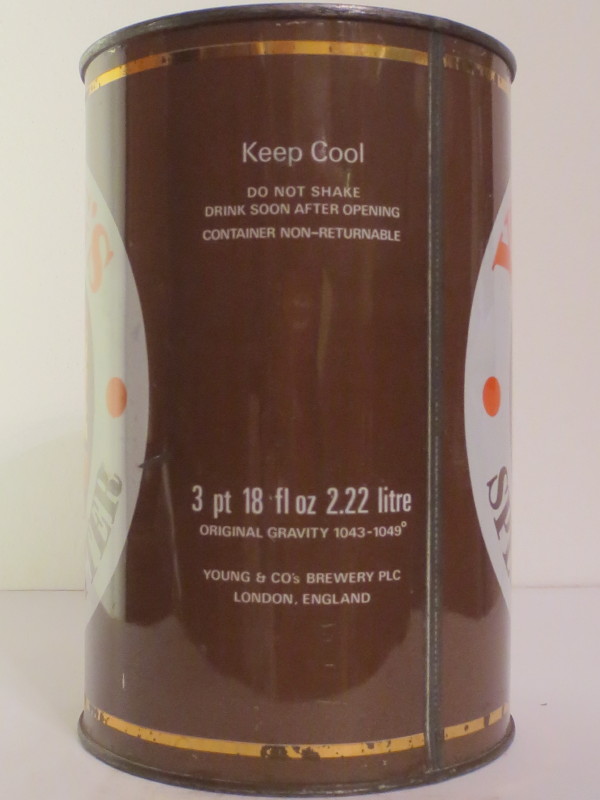 Keep Cool
DO NOT SHAKE
DRINK SOON AFTER OPENING
CONTAINER NON-RETURNABLE
3 pt 18 fl oz 2.22 litre
ORIGINAL GRAVITY 1043-1049°
YOUNG & CO's BREWERY PLC
LONDON, ENGLAND